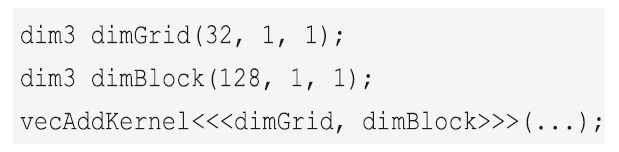 dim3 dimGrid(32, 1, 1);
dim3 dimBlock(128, 1, 1);
vecAddKernel<<<dimGrid, dimBlock>>>(...);